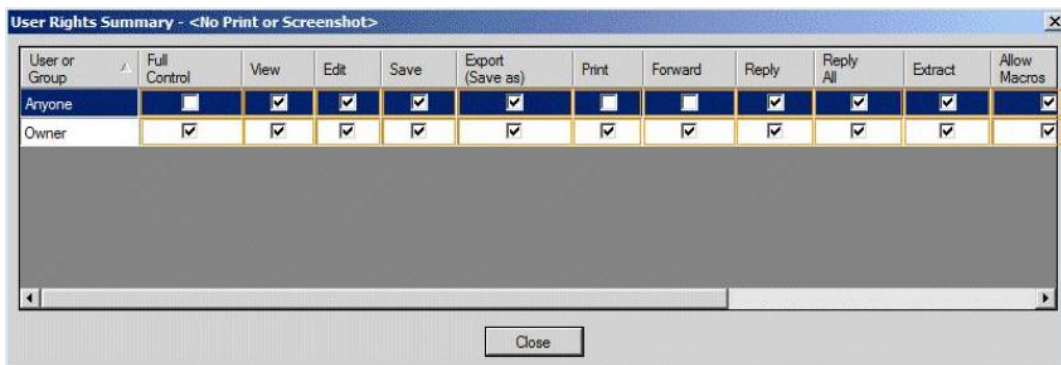 User Rights Summary - <No Print or Screenshot>
User or Group Full Control View Edit Save Export (Save as) Print Forward Reply Reply All Extract Allow Macros
Anyone
Owner
Close